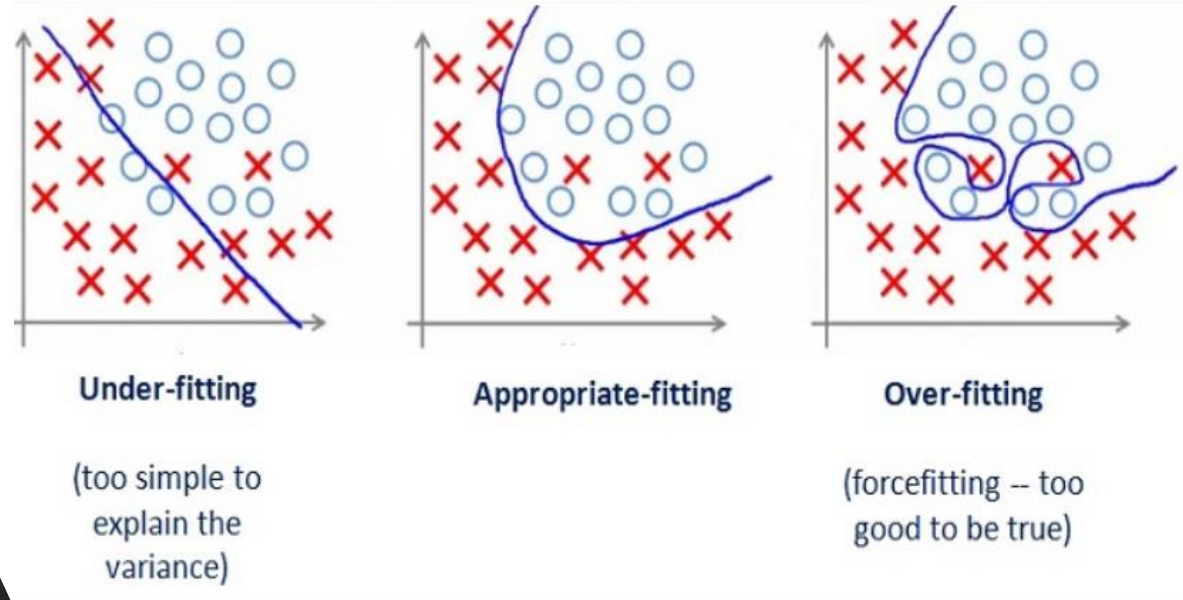 Under-fitting
Appropriate-fitting
Over-fitting
(too simple to
explain the
variance)
(forcefitting -- too
good to be true)